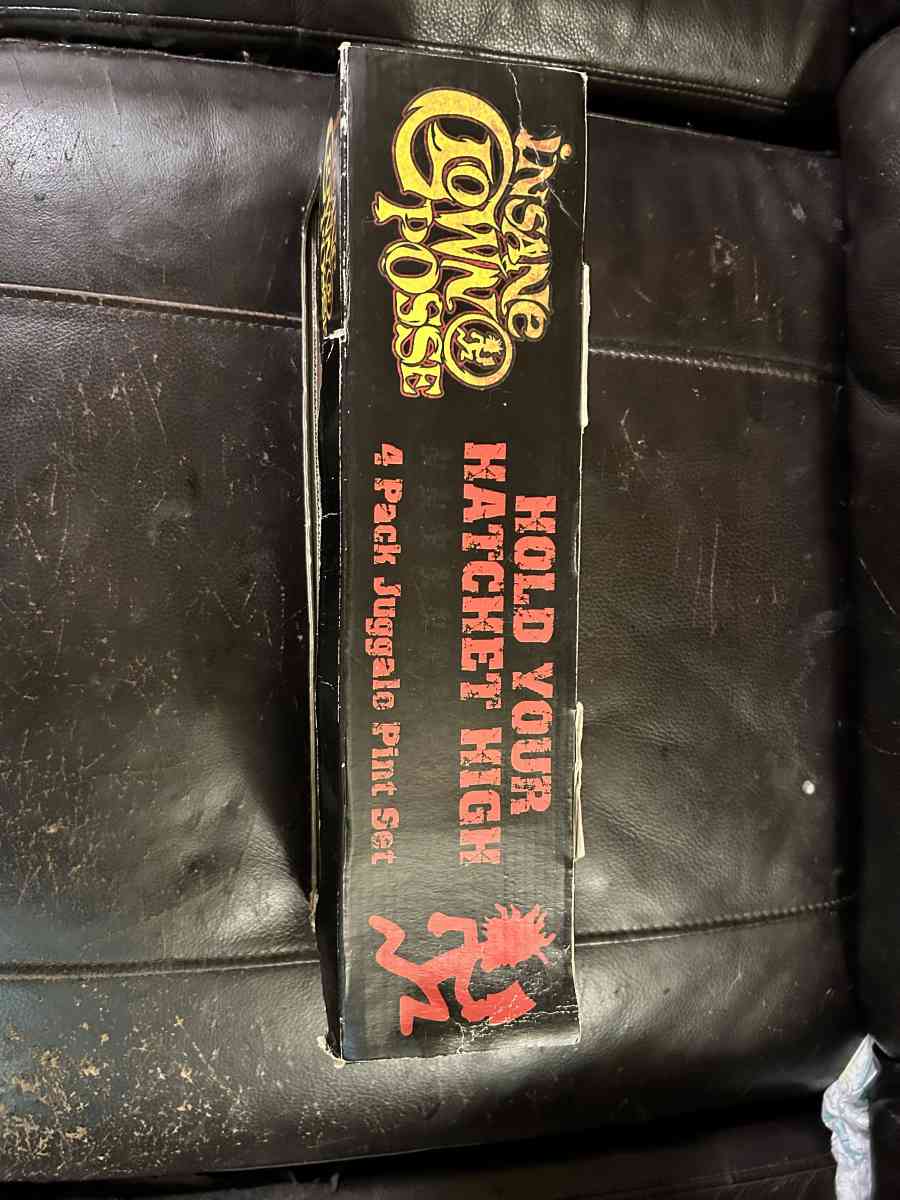 iNSANe
CLOWN
POSSE
HOLD YOUR
HATCHET HIGH
4 Pack Juggalo Pint Set